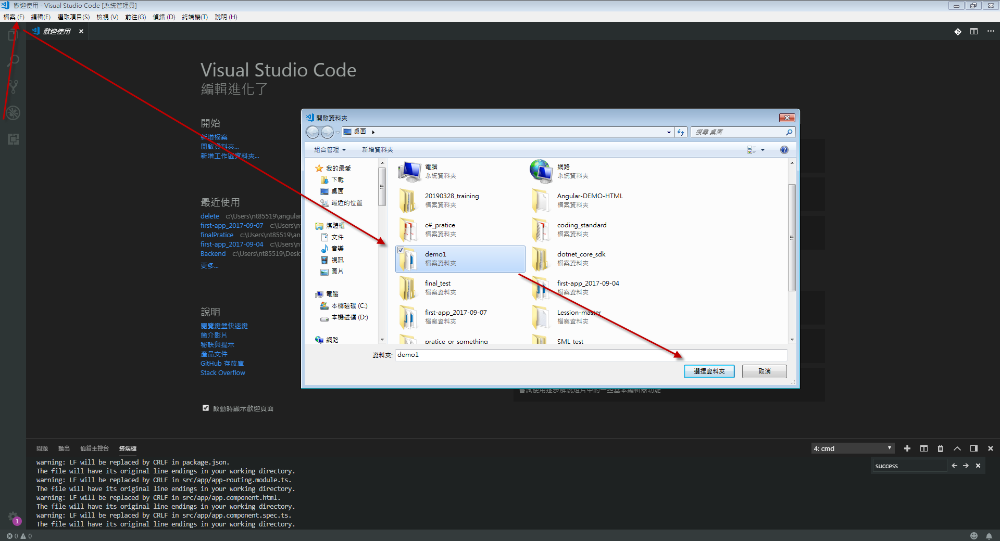 歡迎使用 - Visual Studio Code [系統管理員]
檔案 (F) 編輯(E) 選取項目(S) 檢視 (V) 前往(G) 偵錯 (D) 終端機(T) 說明 (H)
歡迎使用
Visual Studio Code
編輯進化了
開始
新增檔案
開啟資料夾...
新增工作區資料夾...
最近使用
delete c:\Users\nt85519\angular
first-app_2017-09-07 c:\Users\n
finalPratice c:\Users\nt85519\an
first-app_2017-09-04 c:\Users\n
Backend c:\Users\nt85519\Desk
更多...
說明
閱覽鍵盤快速鍵
簡介影片
秘訣與提示
產品文件
GitHub 存放庫
Stack Overflow
啟動時顯示歡迎頁面
開啟資料夾
桌面
搜尋 桌面
組合管理 新增資料夾
我的最愛
下載
桌面
最近的位置
媒體櫃
文件
音樂
視訊
圖片
電腦
本機磁碟 (C:)
本機磁碟 (D:)
網路
電腦
系統資料夾
網路
系統資料夾
20190328_training
檔案資料夾
Angular-DEMO-HTML
檔案資料夾
c#_pratice
檔案資料夾
coding_standard
檔案資料夾
demo1
檔案資料夾
dotnet_core_sdk
檔案資料夾
final_test
檔案資料夾
first-app_2017-09-04
檔案資料夾
first-app_2017-09-07
檔案資料夾
Lession-master
檔案資料夾
pratice or something
SML test
資料夾: demo1
選擇資料夾 取消
嘗試使用逐步解說短片中的一些基本編輯器功能
問題 輸出 偵錯主控台 終端機
4: cmd
success
warning: LF will be replaced by CRLF in package.json.
The file will have its original line endings in your working directory.
warning: LF will be replaced by CRLF in src/app/app-routing.module.ts.
The file will have its original line endings in your working directory.
warning: LF will be replaced by CRLF in src/app/app.component.html.
The file will have its original line endings in your working directory.
warning: LF will be replaced by CRLF in src/app/app.component.spec.ts.
The file will have its original line endings in your working directory.
1
0 0